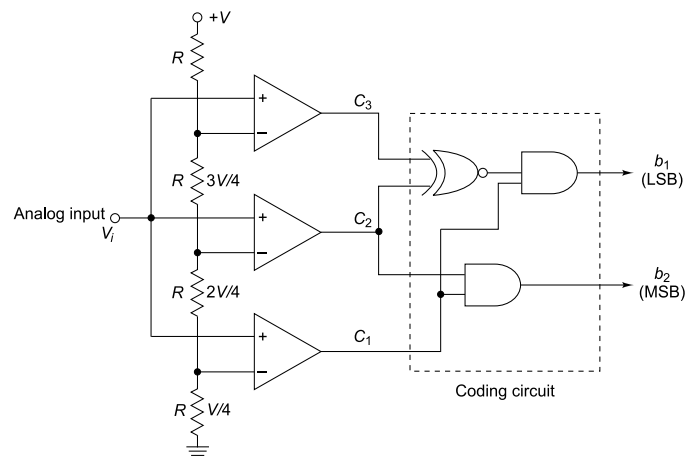 +V
R
+
C3
−
b1
(LSB)
R 3V/4
Analog input
Vi
+
C2
−
b2
(MSB)
R 2V/4
+
C1
−
Coding circuit
R V/4